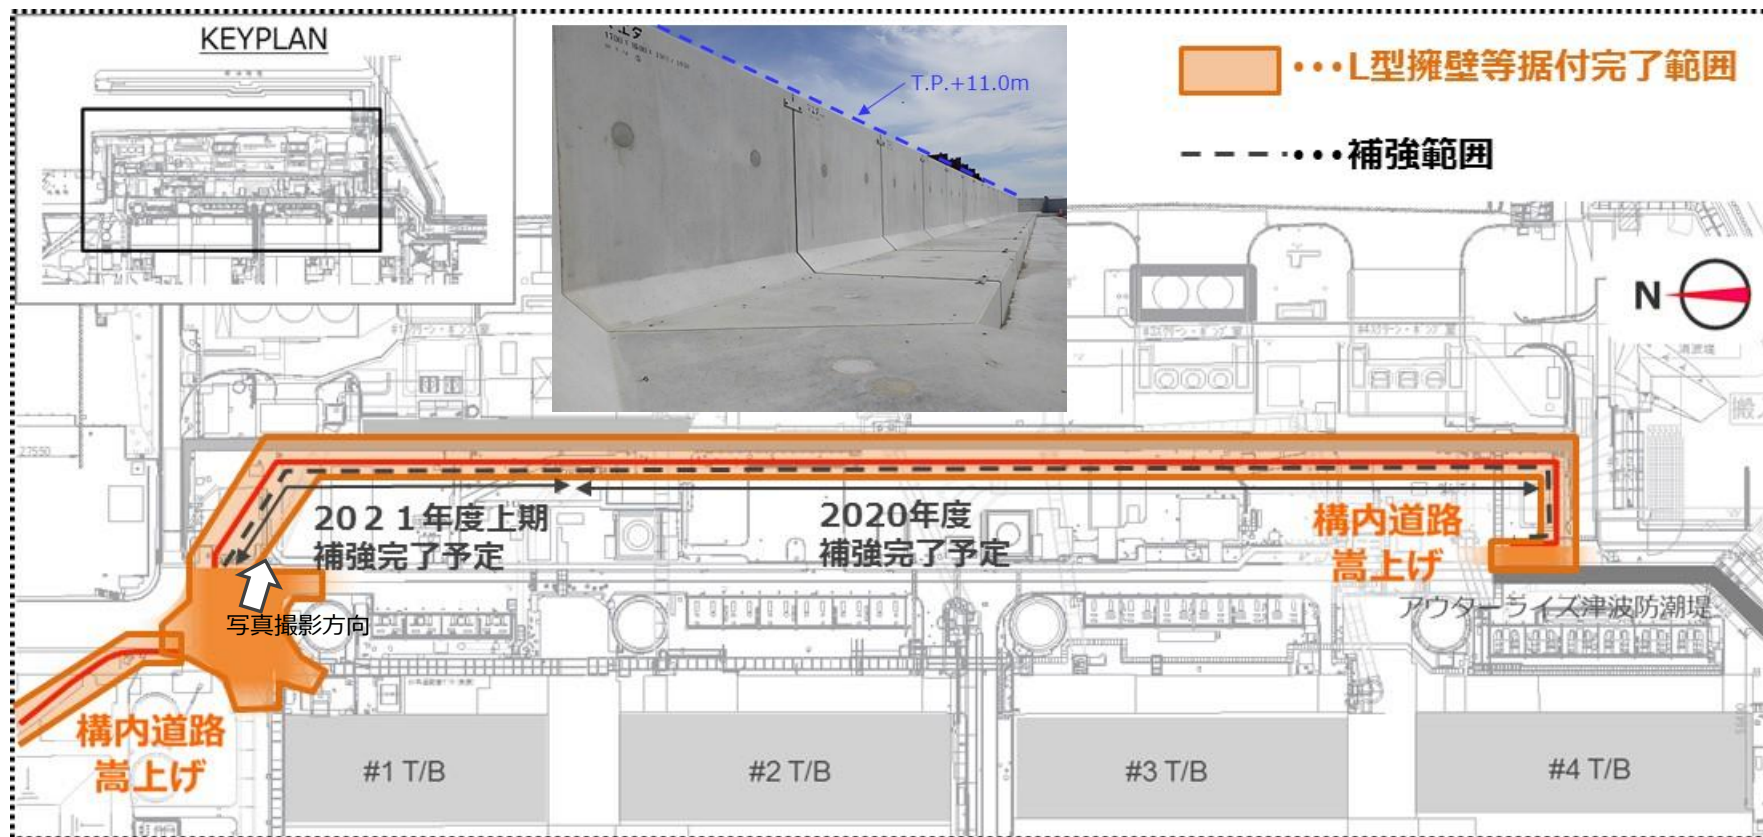 KEYPLAN
T.P.+11.0m
•••L型擁壁等据付完了範囲
•••補強範囲
N
27550
2021年度上期
補強完了予定
2020年度
補強完了予定
構内道路
嵩上げ
写真撮影方向
アウターライズ津波防潮堤
構内道路
嵩上げ
#1 T/B
#2 T/B
#3 T/B
#4 T/B